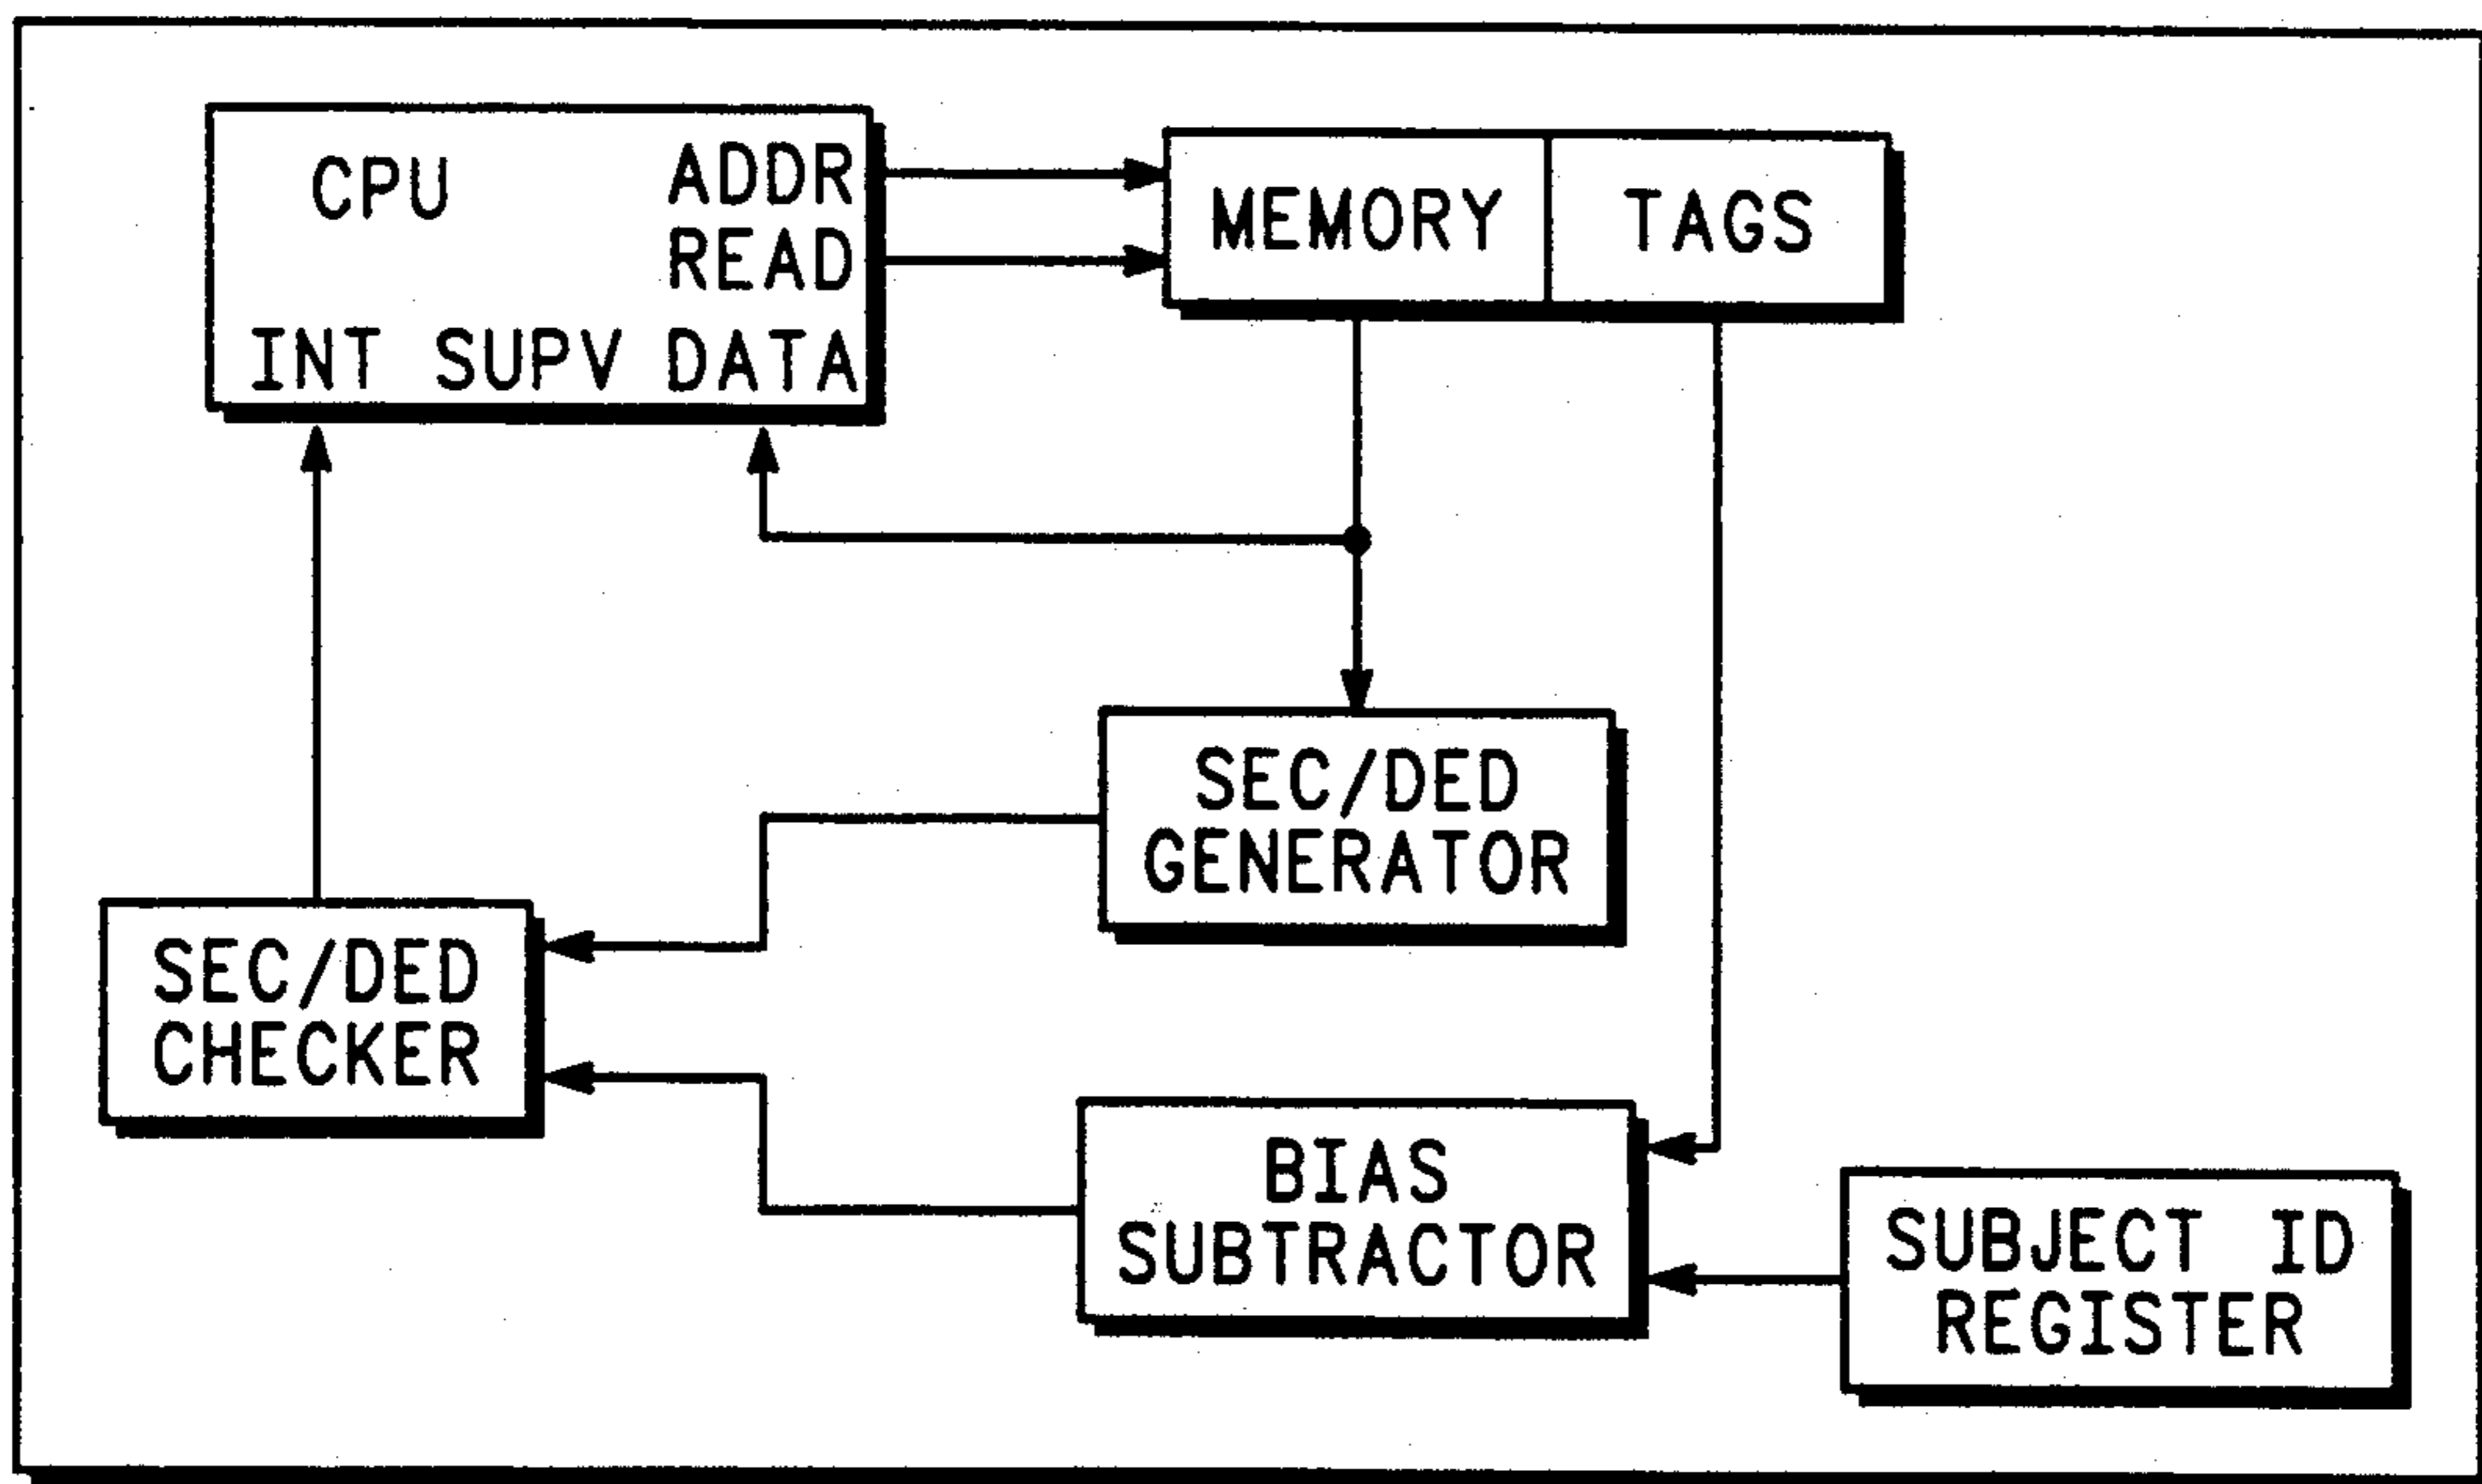 CPU
ADDR
READ
INT SUPV DATA
MEMORY
TAGS
SEC/DED
GENERATOR
SEC/DED
CHECKER
BIAS
SUBTRACTOR
SUBJECT ID
REGISTER